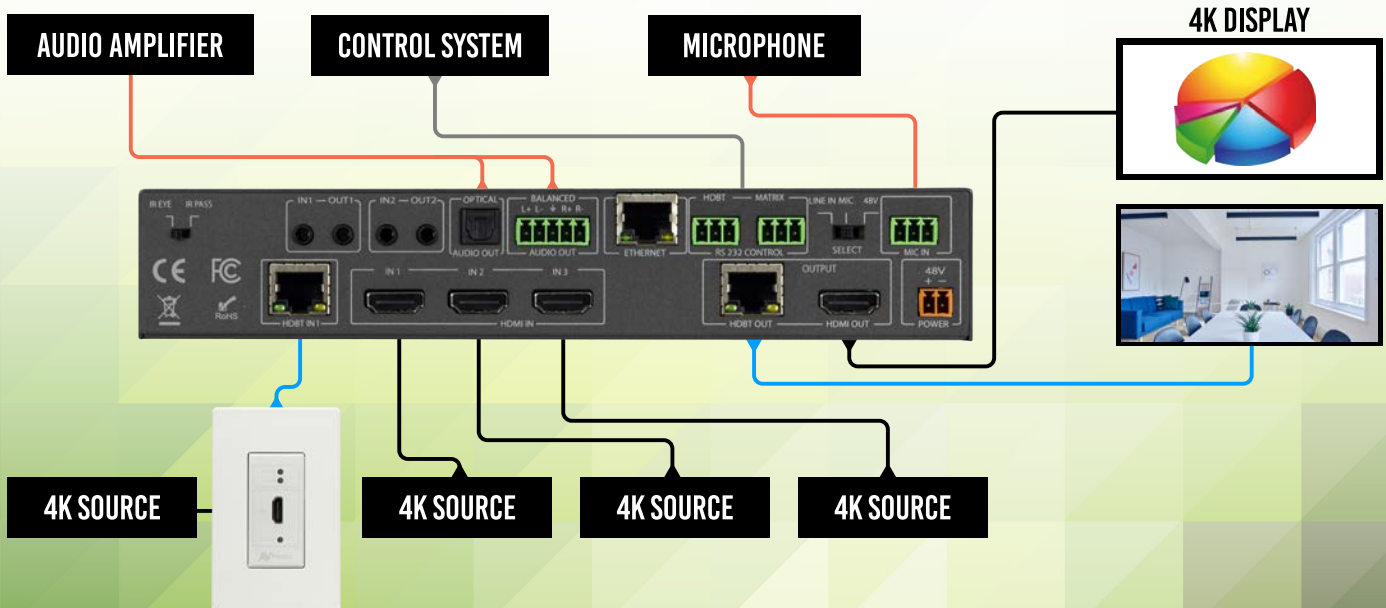 4K DISPLAY
AUDIO AMPLIFIER
CONTROL SYSTEM
MICROPHONE
IR EYE IR PASS
IN1 — OUT1
IN2 — OUT2
OPTICAL
AUDIO OUT
BALANCED
L+ L- R+ R-
AUDIO OUT
ETHERNET
HDBT MATRIX
RS 232 CONTROL
LINE IN MIC 48V
SELECT
MIC IN
CE FC
RoHS
HDBT IN1
IN 1 IN 2 IN 3
HDMI IN
OUTPUT
HDBT OUT HDMI OUT
48V
+ −
POWER
4K SOURCE
4K SOURCE
4K SOURCE
4K SOURCE